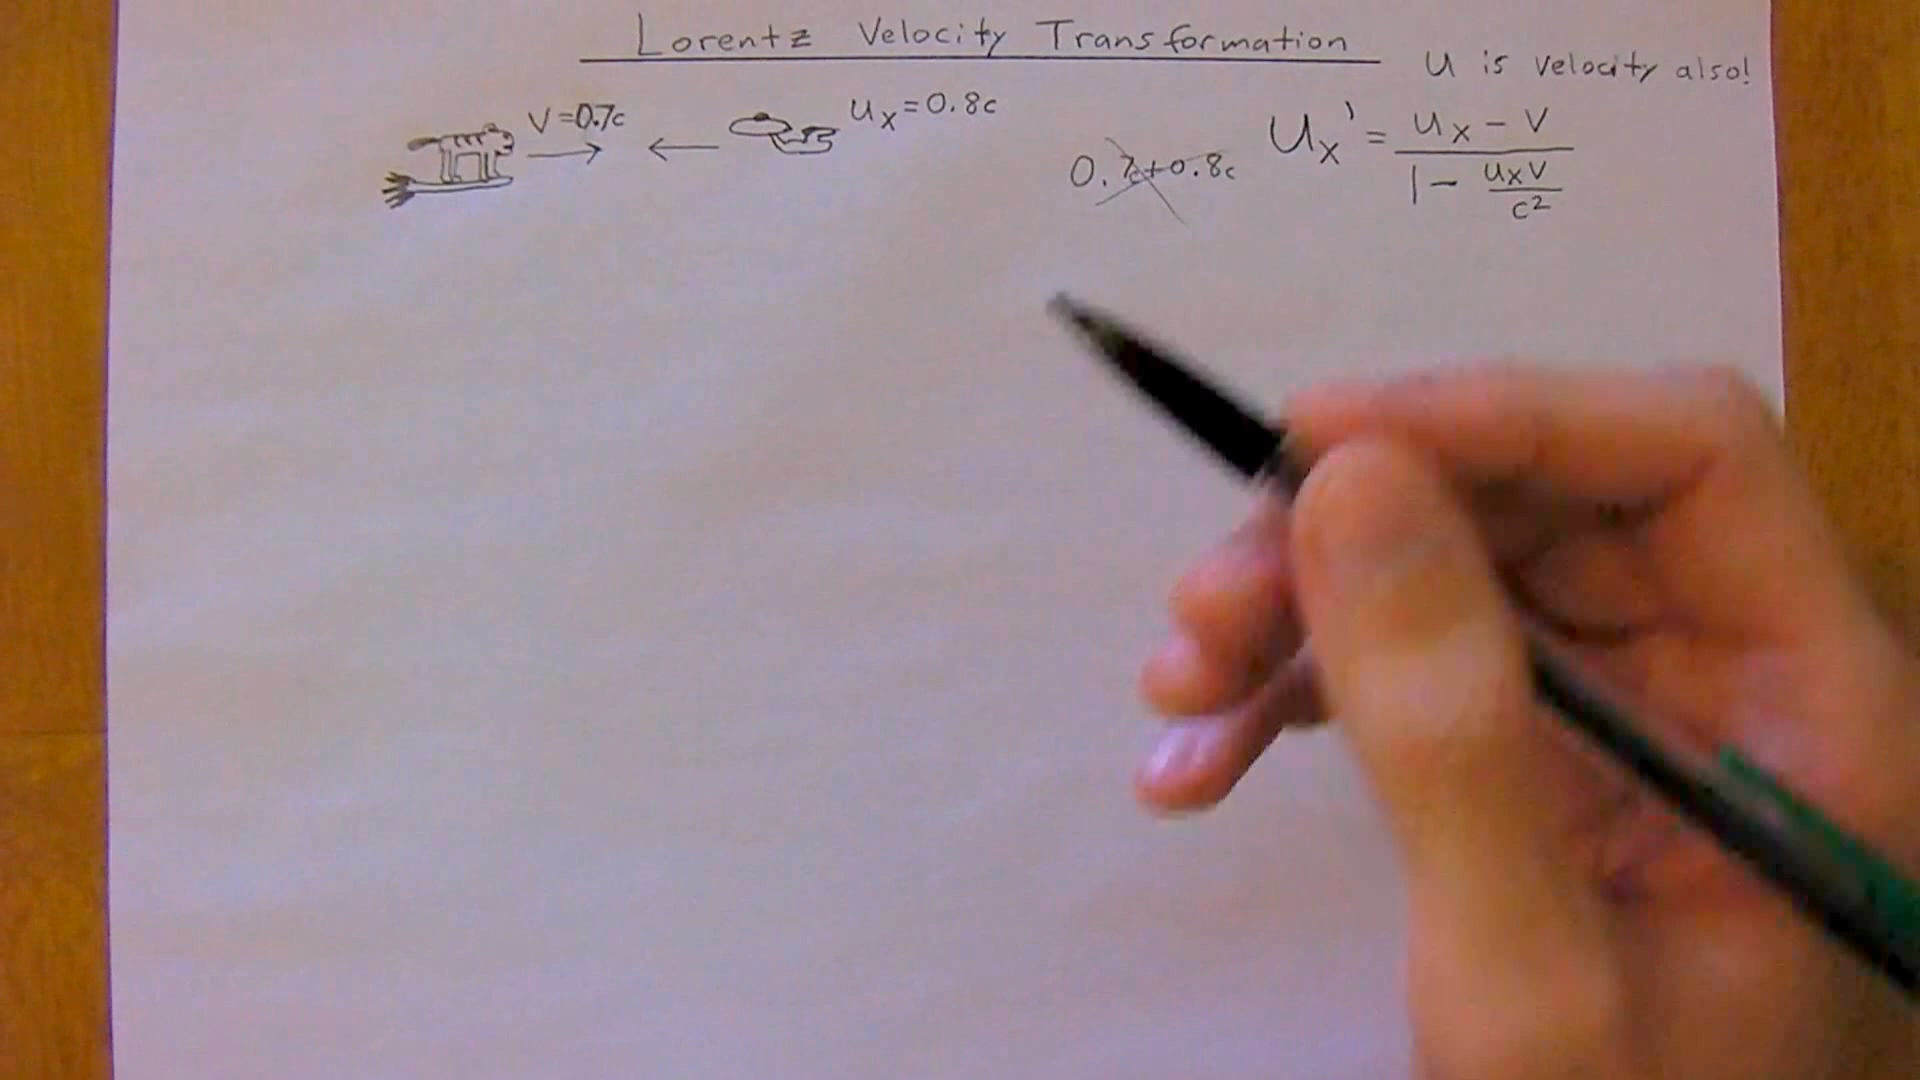 Lorentz Velocity Transformation
u is velocity also!
V=0.7c
uₓ=0.8c
0.7c+0.8c
uₓ' = uₓ - v / 1 - uₓv/c²